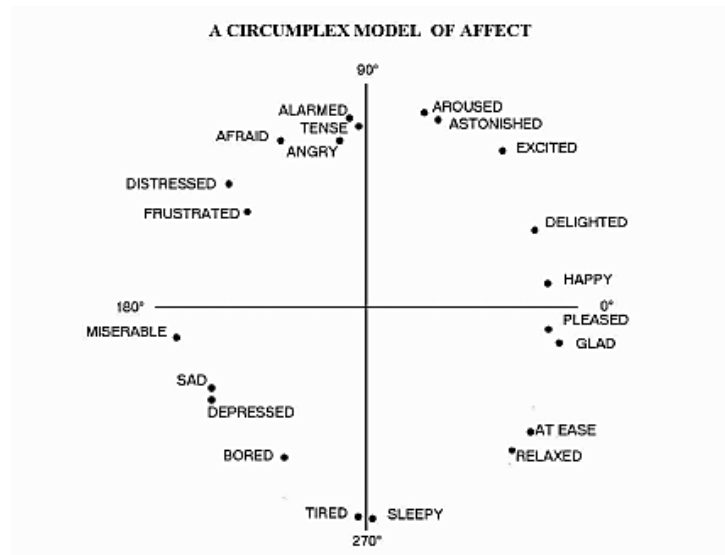 A CIRCUMPLEX MODEL OF AFFECT
90°
ALARMED
AROUSED
TENSE
ASTONISHED
AFRAID
ANGRY
EXCITED
DISTRESSED
FRUSTRATED
DELIGHTED
HAPPY
180°
0°
PLEASED
MISERABLE
GLAD
SAD
DEPRESSED
AT EASE
BORED
RELAXED
TIRED
SLEEPY
270°